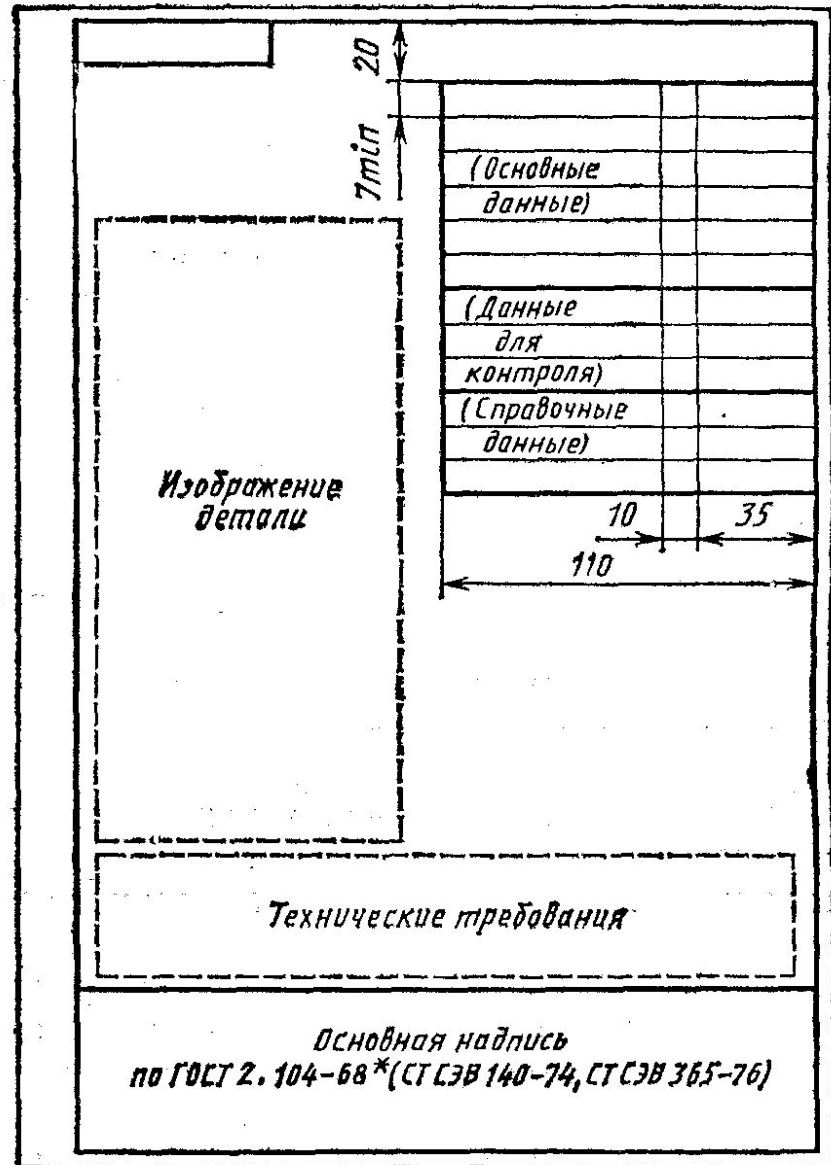 20
7min
(Основные
данные)
(Данные
для
контроля)
(Справочные
данные)
10
35
110
Изображение
детали
Технические требования
Основная надпись
по ГОСТ 2.104-68*(СТ СЭВ 140-74, СТ СЭВ 365-76)